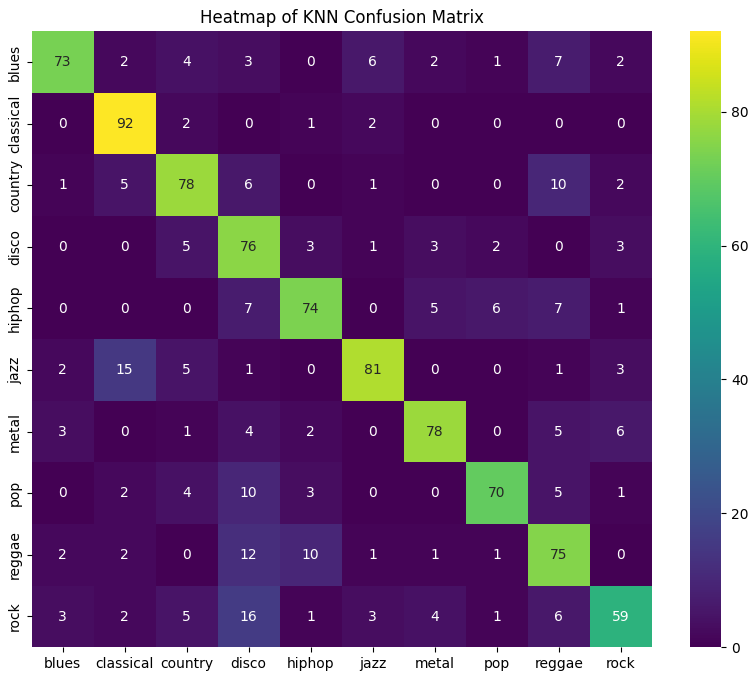 Heatmap of KNN Confusion Matrix
blues 73 2 4 3 0 6 2 1 7 2
classical 0 92 2 0 1 2 0 0 0 0
country 1 5 78 6 0 1 0 0 10 2
disco 0 0 5 76 3 1 3 2 0 3
hiphop 0 0 0 7 74 0 5 6 7 1
jazz 2 15 5 1 0 81 0 0 1 3
metal 3 0 1 4 2 0 78 0 5 6
pop 0 2 4 10 3 0 0 70 5 1
reggae 2 2 0 12 10 1 1 1 75 0
rock 3 2 5 16 1 3 4 1 6 59
blues classical country disco hiphop jazz metal pop reggae rock
80
60
40
20
0